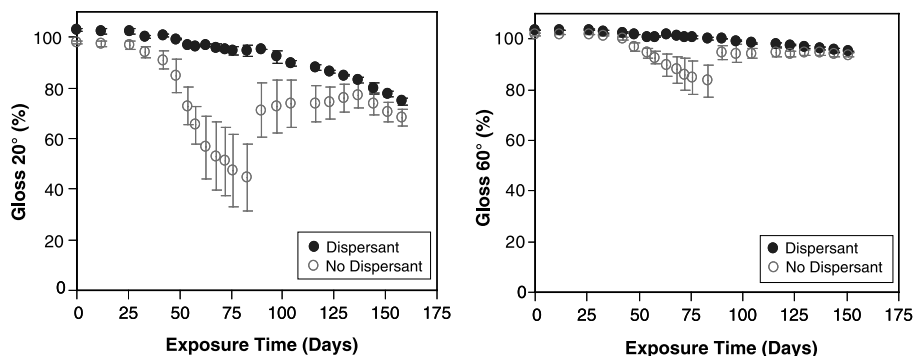 100
80
60
40
20
0
Gloss 20° (%)
Dispersant
No Dispersant
0 25 50 75 100 125 150 175
Exposure Time (Days)
100
80
60
40
20
0
Gloss 60° (%)
Dispersant
No Dispersant
0 25 50 75 100 125 150 175
Exposure Time (Days)